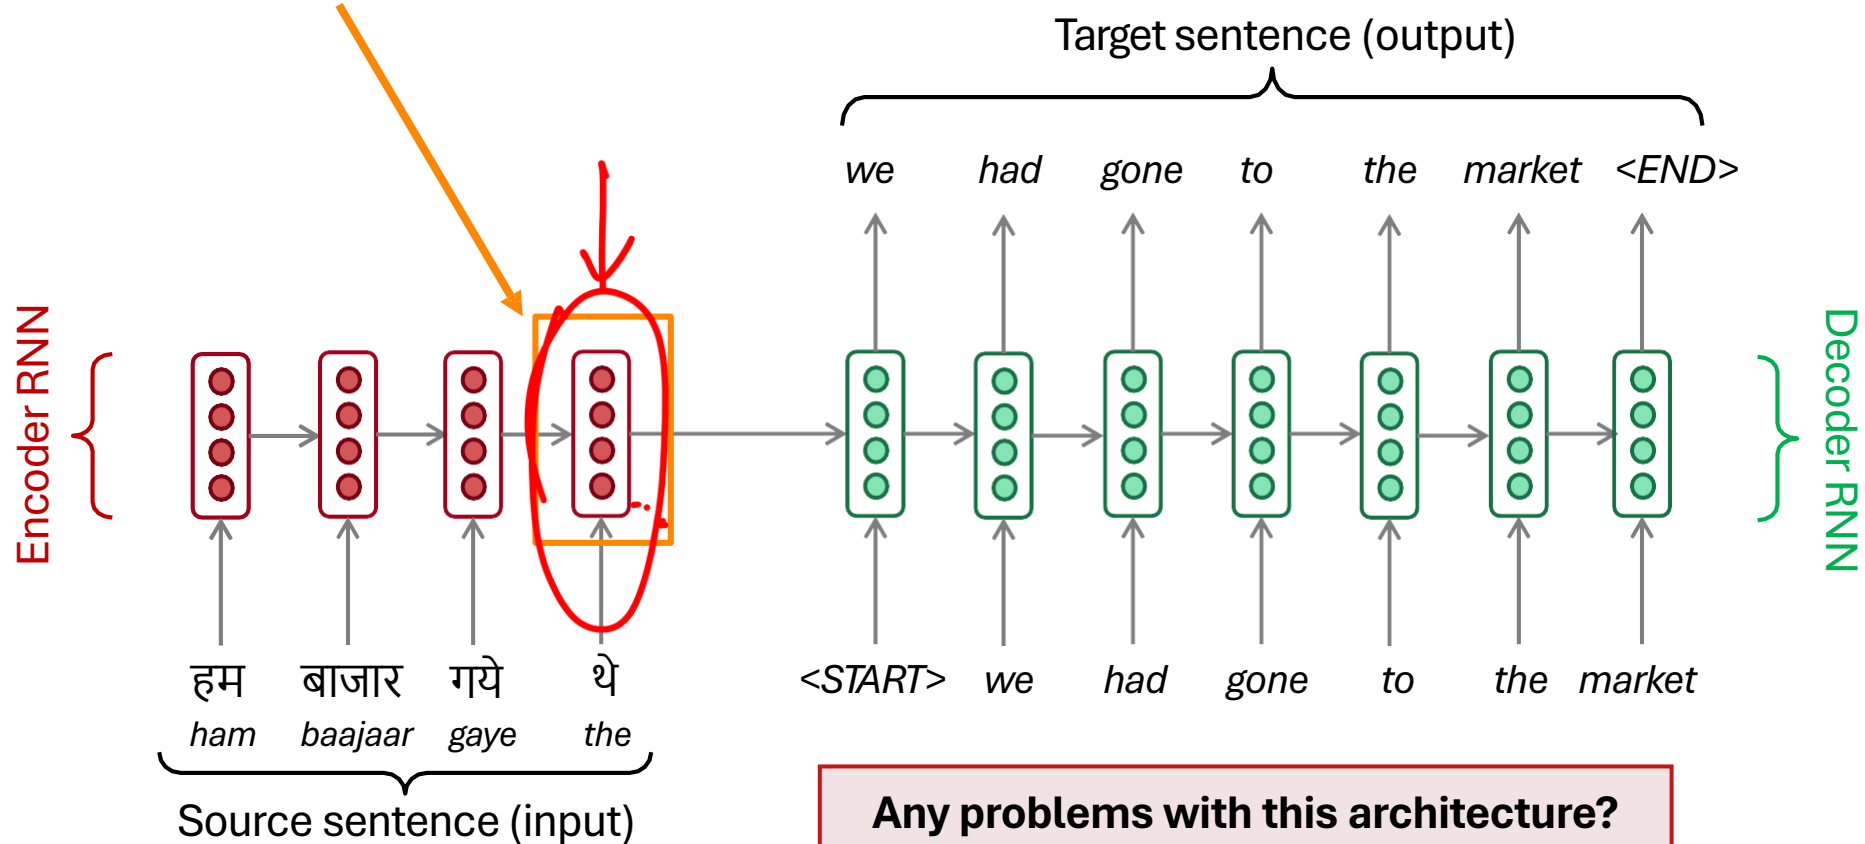 Target sentence (output)
we had gone to the market <END>
Encoder RNN
Decoder RNN
हम बाजार गये थे
ham baajaar gaye the
<START> we had gone to the market
Source sentence (input)
Any problems with this architecture?